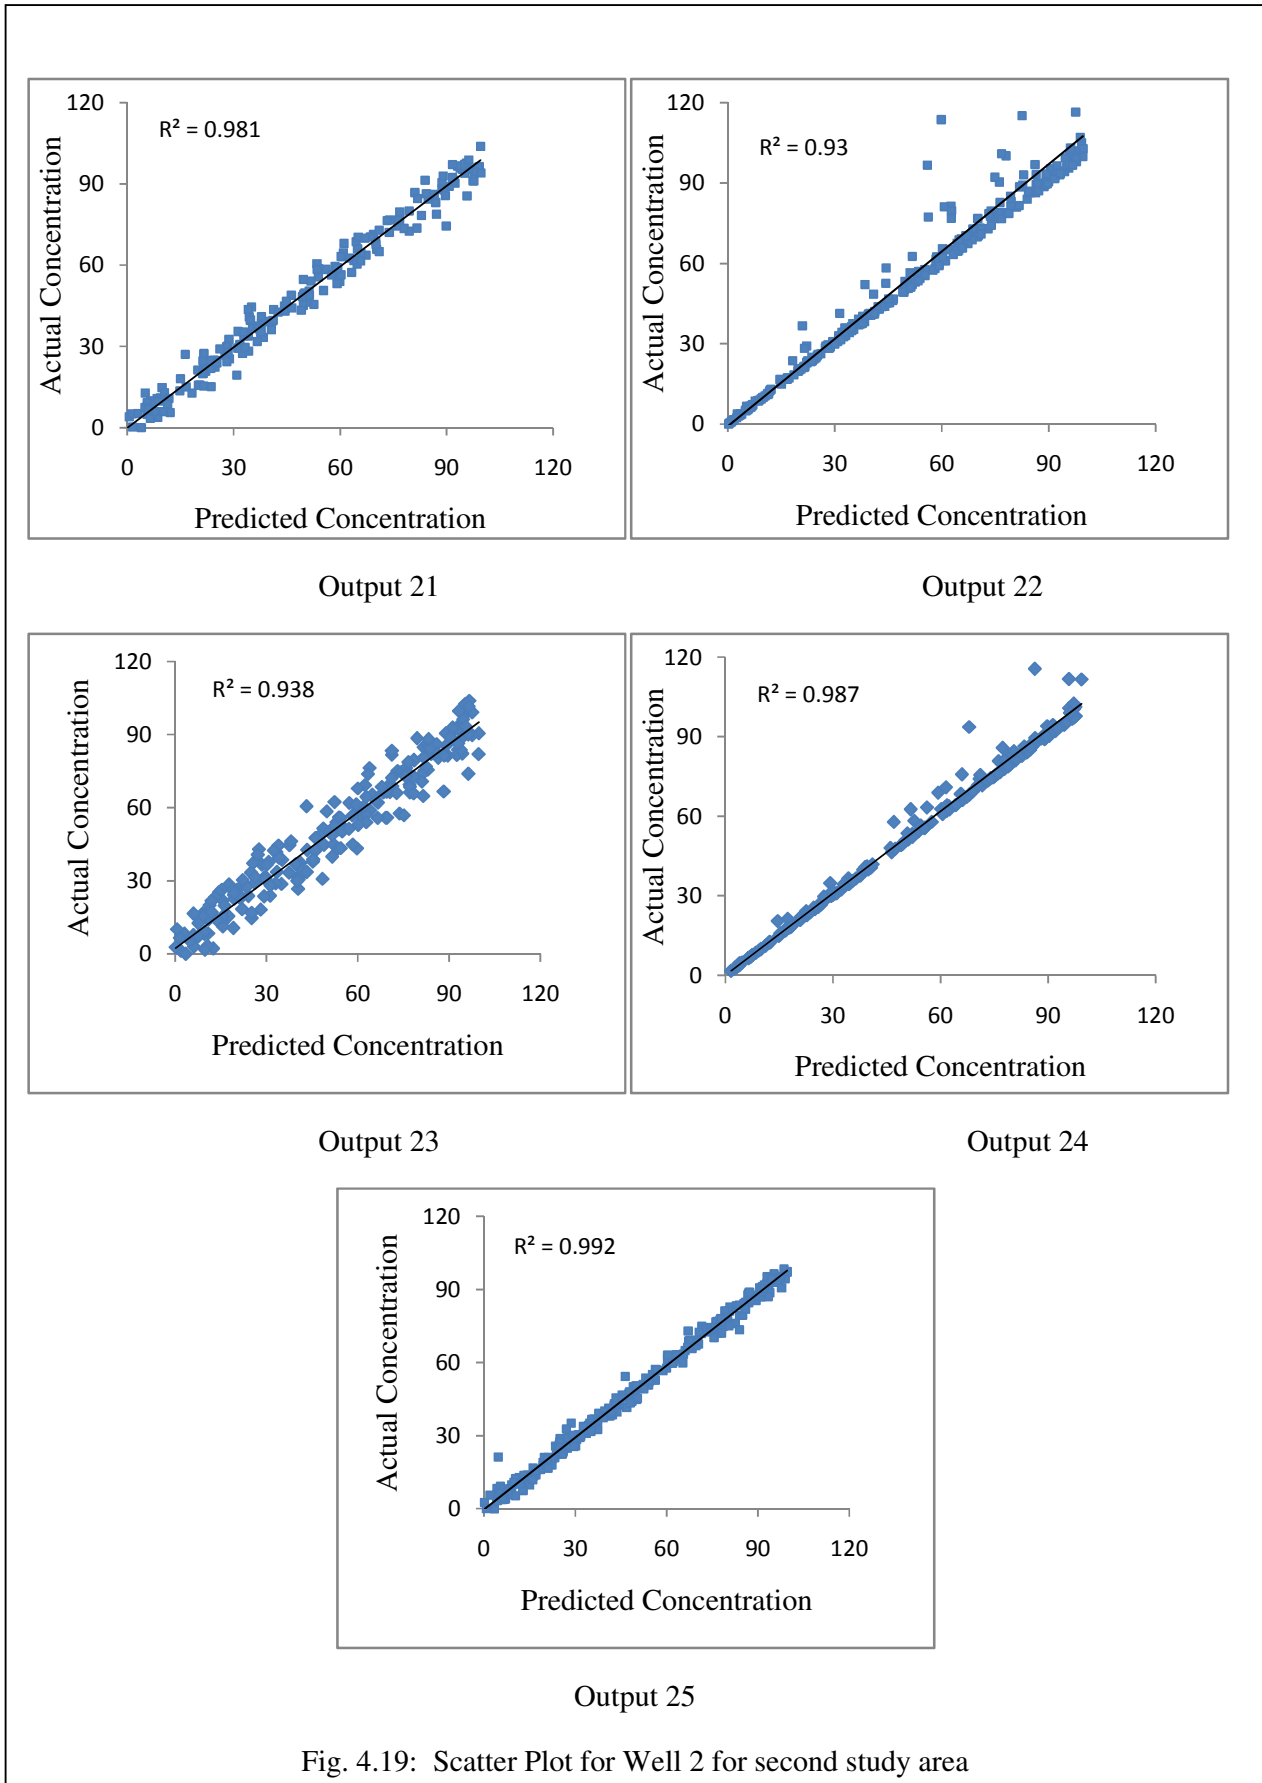 120
90
60
30
0
R² = 0.981
Actual Concentration
0 30 60 90 120
Predicted Concentration
120
90
60
30
0
R² = 0.93
Actual Concentration
0 30 60 90 120
Predicted Concentration
Output 21 Output 22
120
90
60
30
0
R² = 0.938
Actual Concentration
0 30 60 90 120
Predicted Concentration
120
90
60
30
0
R² = 0.987
Actual Concentration
0 30 60 90 120
Predicted Concentration
Output 23 Output 24
120
90
60
30
0
R² = 0.992
Actual Concentration
0 30 60 90 120
Predicted Concentration
Output 25
Fig. 4.19: Scatter Plot for Well 2 for second study area